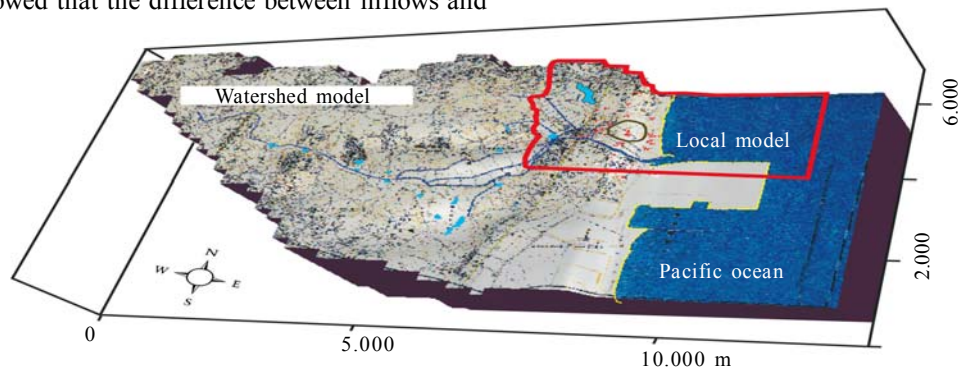 owed that the difference between inflows and
Watershed model
Local model
Pacific ocean
N
W E
S
6.000
2.000
0
5.000
10.000 m